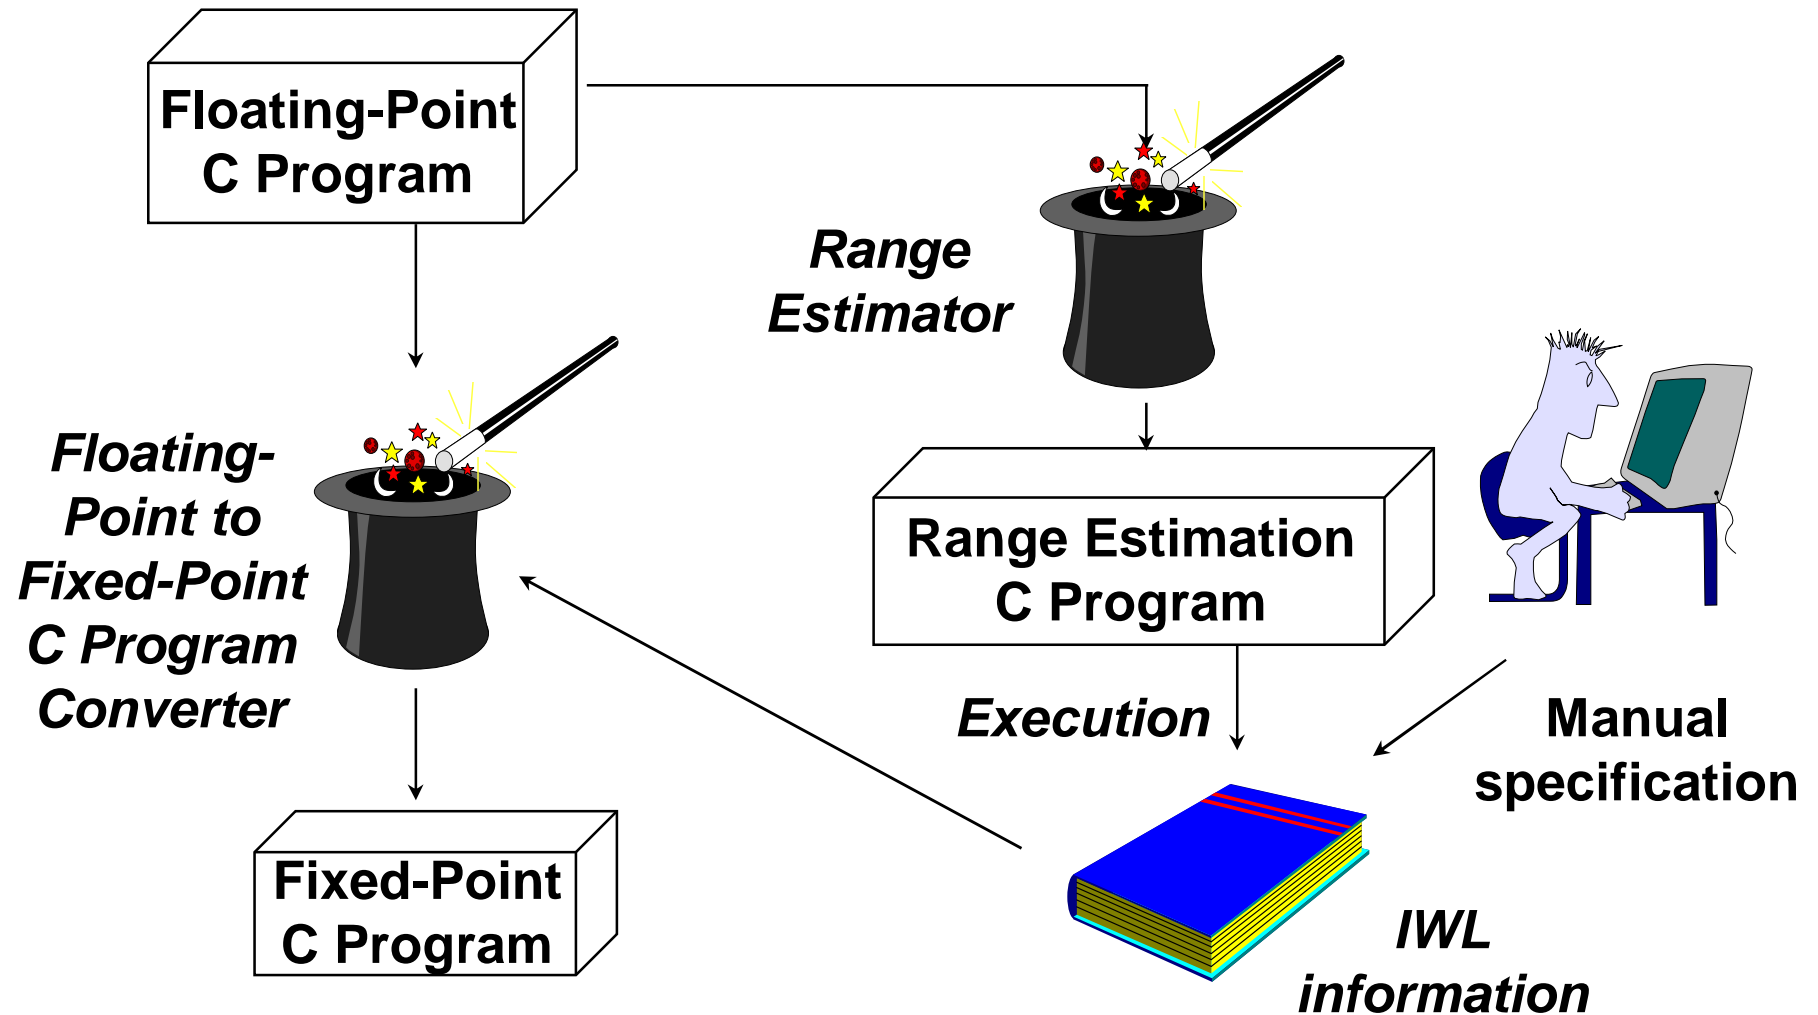 Floating-Point
C Program
Range
Estimator
Floating-
Point to
Fixed-Point
C Program
Converter
Range Estimation
C Program
Execution
Manual
specification
Fixed-Point
C Program
IWL
information